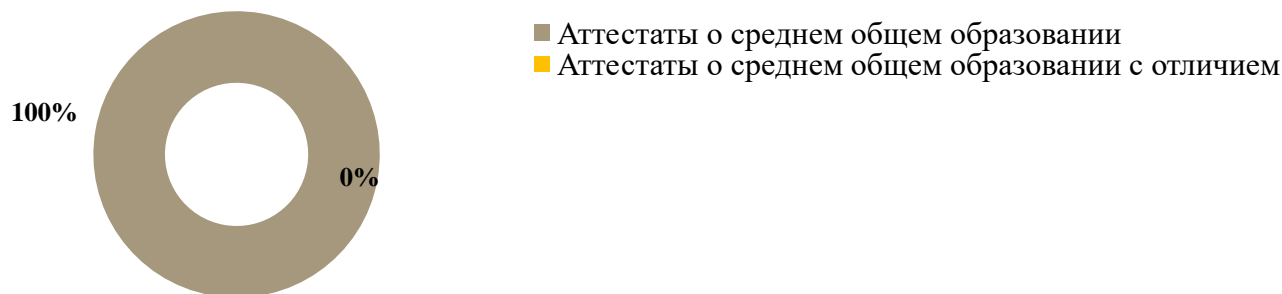 Аттестаты о среднем общем образовании
Аттестаты о среднем общем образовании с отличием
100%
0%